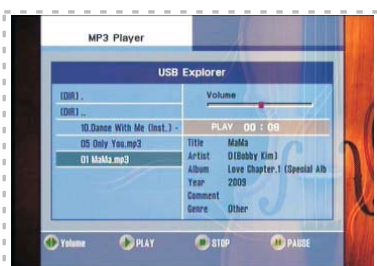 MP3 Player
USB Explorer
[DIR] .
[DIR] ..
10.Dance With Me (Inst.) -
05 Only You.mp3
01 MaMa.mp3
Volume
PLAY 00 : 09
Title MaMa
Artist D(Bobby Kim)
Album Love Chapter.1 (Special Alb
Year 2009
Comment
Genre Other
Volume PLAY STOP PAUSE